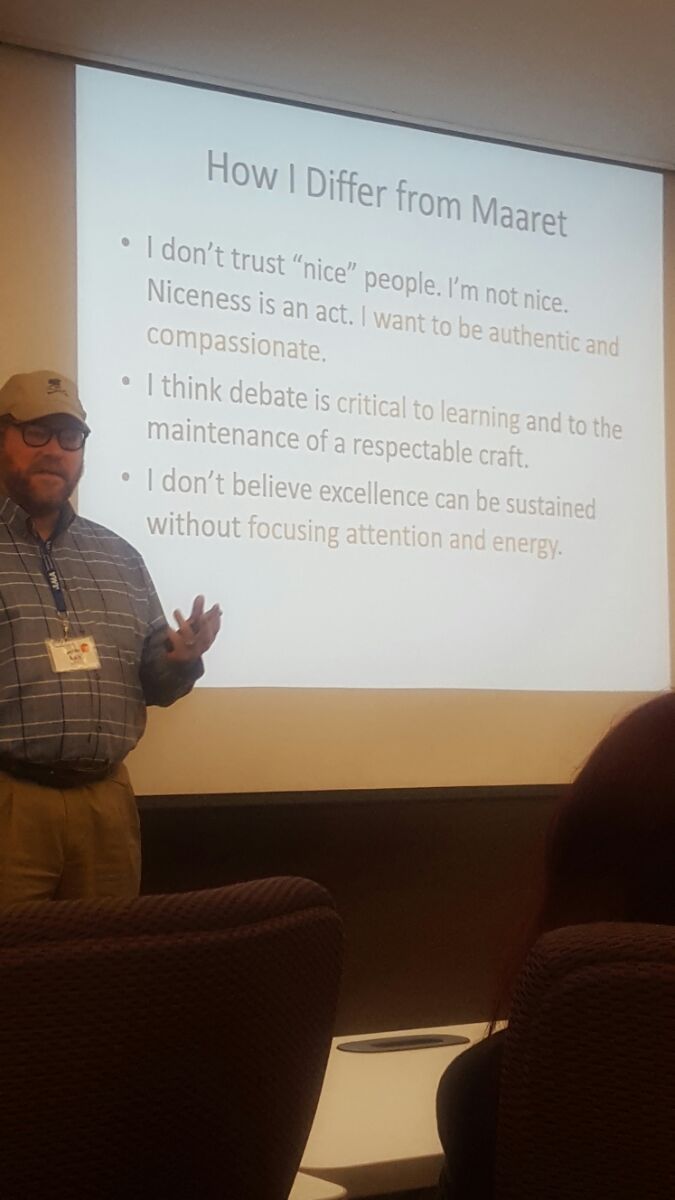 How I Differ from Maaret
• I don't trust “nice” people. I'm not nice.
Niceness is an act. I want to be authentic and
compassionate.
• I think debate is critical to learning and to the
maintenance of a respectable craft.
• I don't believe excellence can be sustained
without focusing attention and energy.